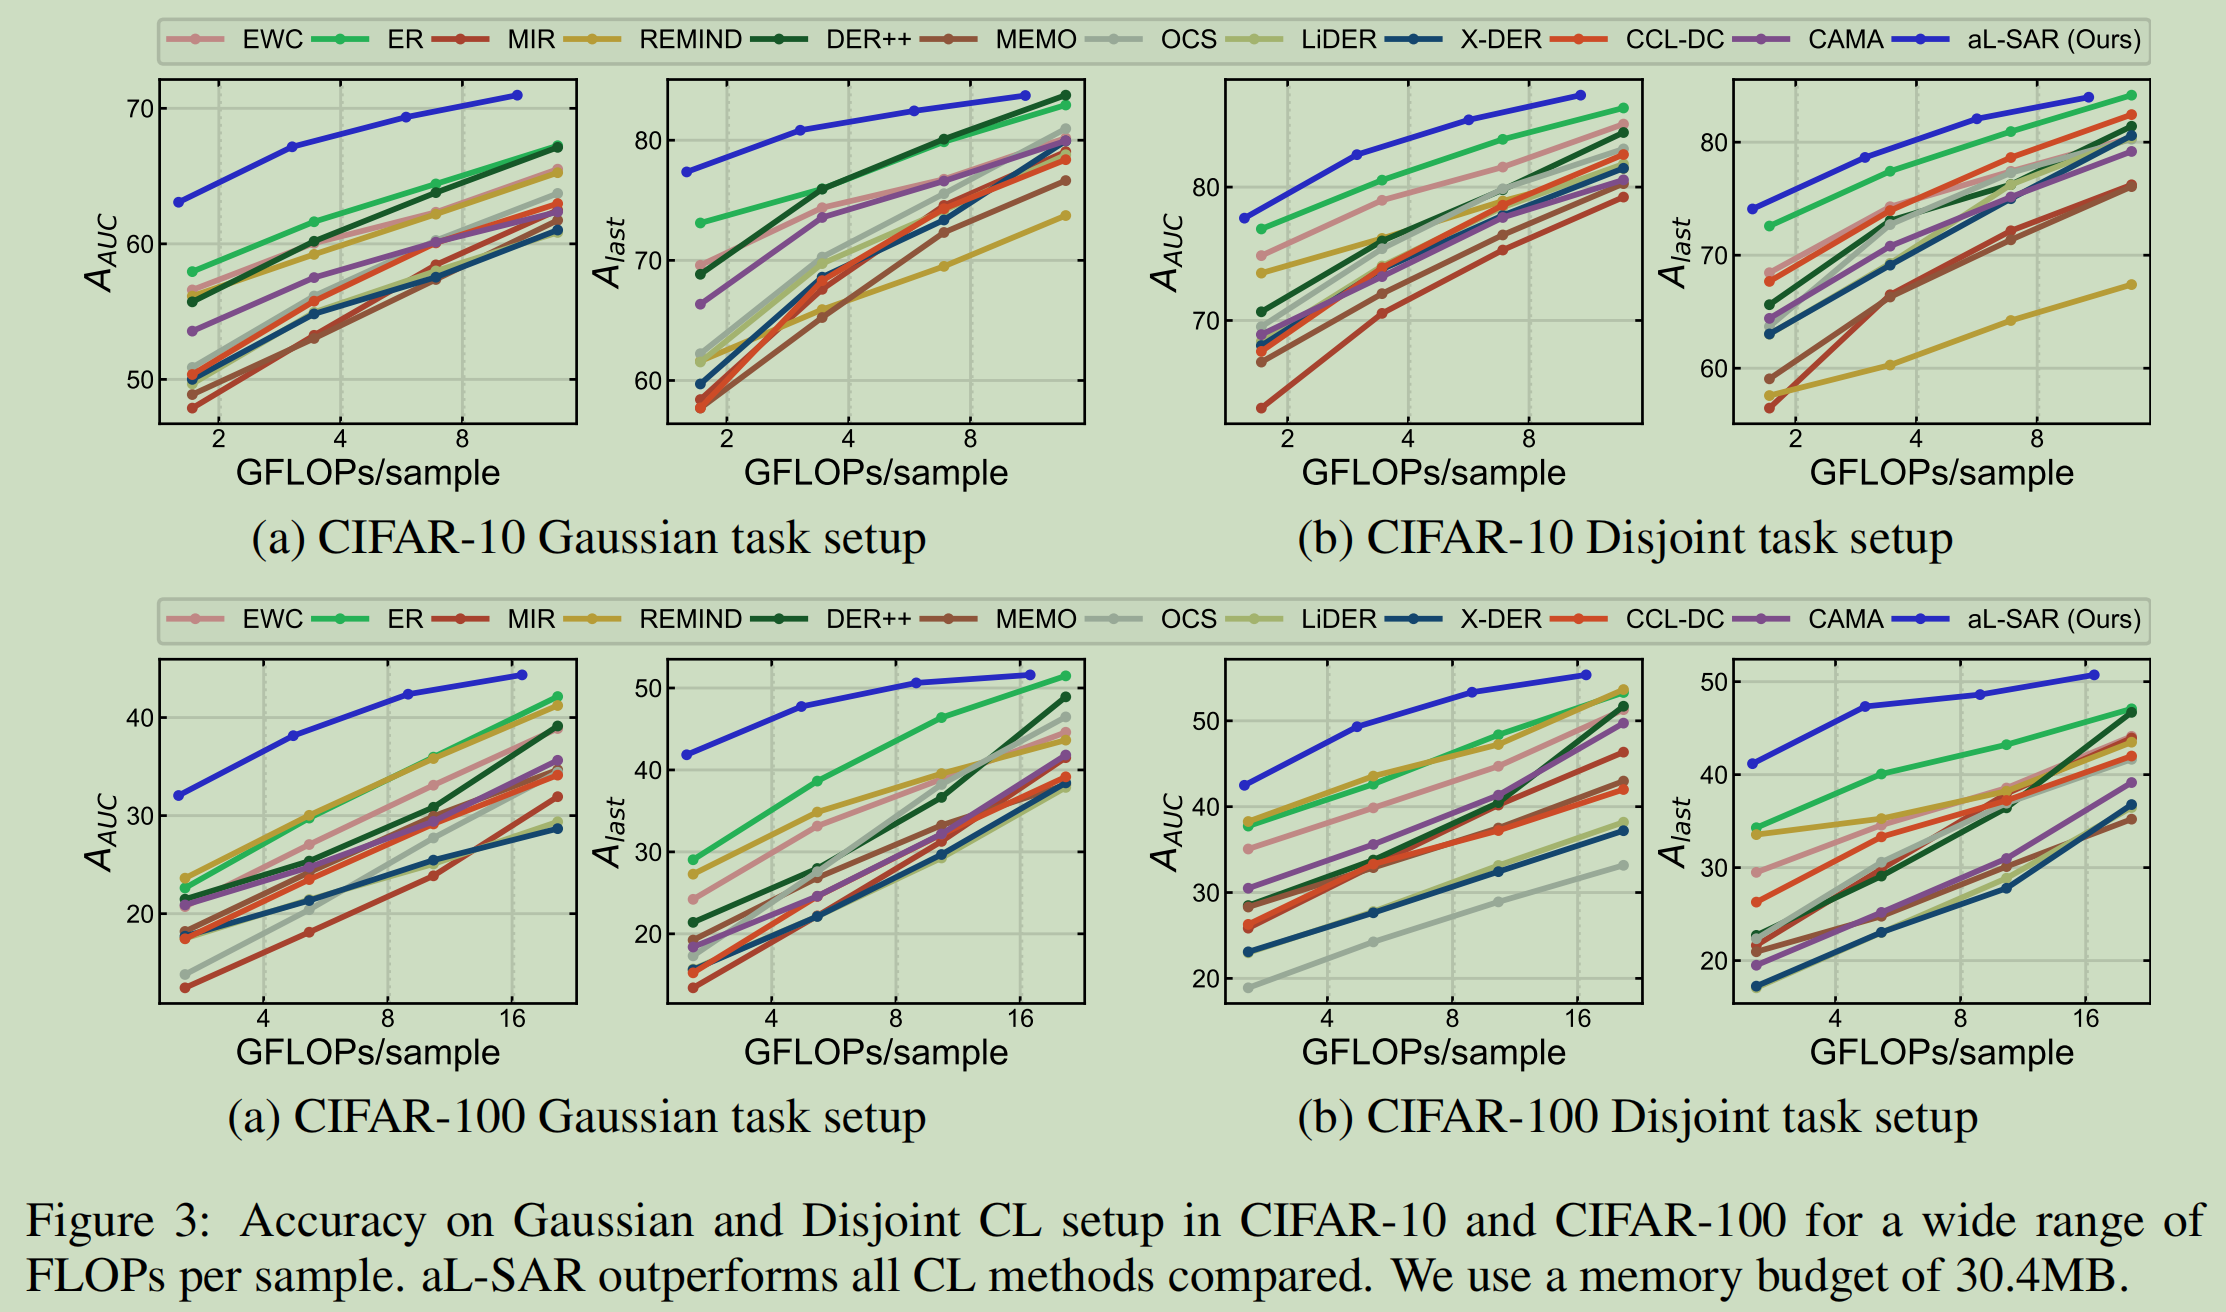 EWC ER MIR REMIND DER++ MEMO OCS LiDER X-DER CCL-DC CAMA aL-SAR (Ours)
70
60
50
A_AUC
2 4 8
GFLOPs/sample
80
70
60
A_last
2 4 8
GFLOPs/sample
80
70
A_AUC
2 4 8
GFLOPs/sample
80
70
60
A_last
2 4 8
GFLOPs/sample
(a) CIFAR-10 Gaussian task setup
(b) CIFAR-10 Disjoint task setup
EWC ER MIR REMIND DER++ MEMO OCS LiDER X-DER CCL-DC CAMA aL-SAR (Ours)
40
30
20
A_AUC
4 8 16
GFLOPs/sample
50
40
30
20
A_last
4 8 16
GFLOPs/sample
50
40
30
20
A_AUC
4 8 16
GFLOPs/sample
50
40
30
20
A_last
4 8 16
GFLOPs/sample
(a) CIFAR-100 Gaussian task setup
(b) CIFAR-100 Disjoint task setup
Figure 3: Accuracy on Gaussian and Disjoint CL setup in CIFAR-10 and CIFAR-100 for a wide range of
FLOPs per sample. aL-SAR outperforms all CL methods compared. We use a memory budget of 30.4MB.